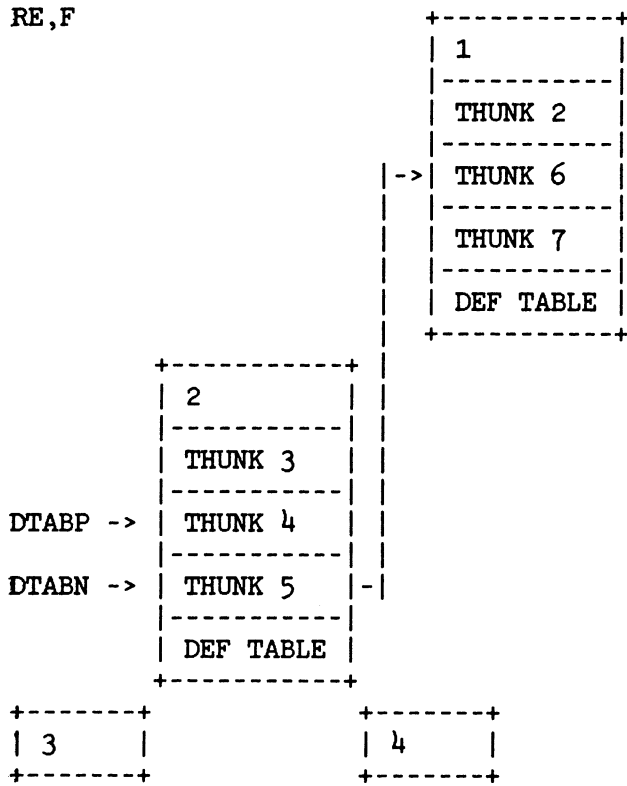 RE,F
1
THUNK 2
THUNK 6
THUNK 7
DEF TABLE
2
THUNK 3
DTABP -> THUNK 4
DTABN -> THUNK 5
DEF TABLE
3 4